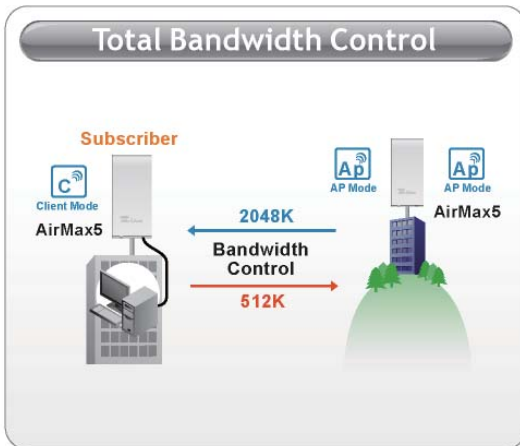 Total Bandwidth Control
Subscriber
C
Client Mode
AirMax5
Ap
AP Mode
Ap
AP Mode
AirMax5
2048K
Bandwidth
Control
512K